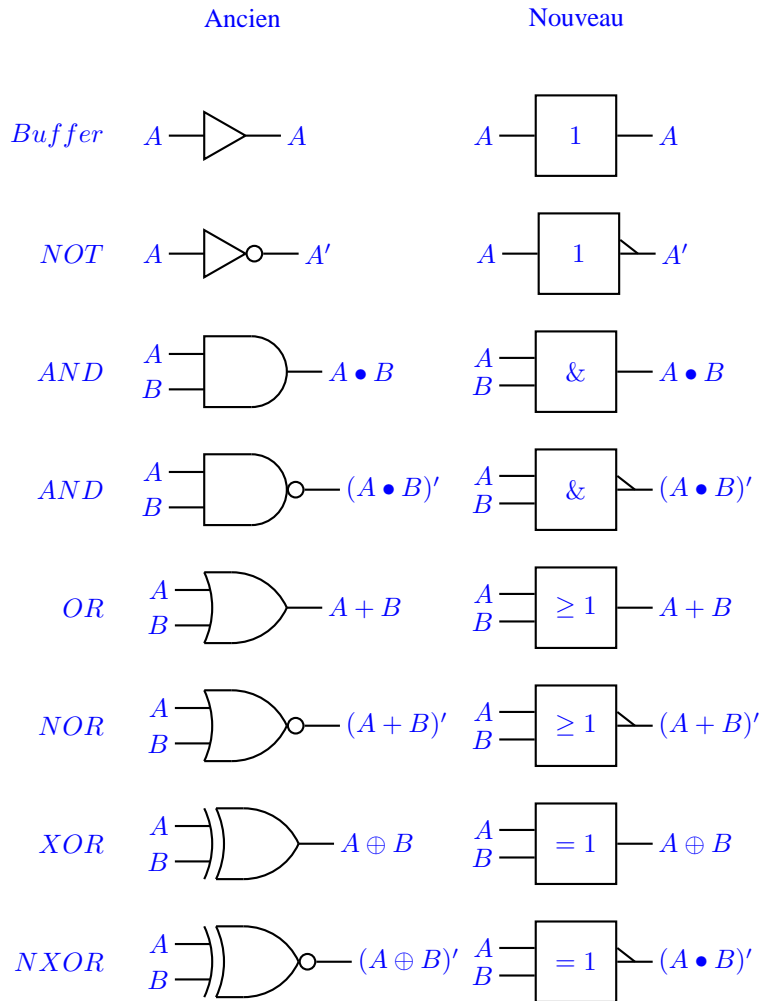 Ancien Nouveau
Buffer A A A 1 A
NOT A A′ A 1 A′
AND A B A • B A B & A • B
AND A B (A • B)′ A B & (A • B)′
OR A B A + B A B ≥ 1 A + B
NOR A B (A + B)′ A B ≥ 1 (A + B)′
XOR A B A ⊕ B A B = 1 A ⊕ B
NXOR A B (A ⊕ B)′ A B = 1 (A • B)′